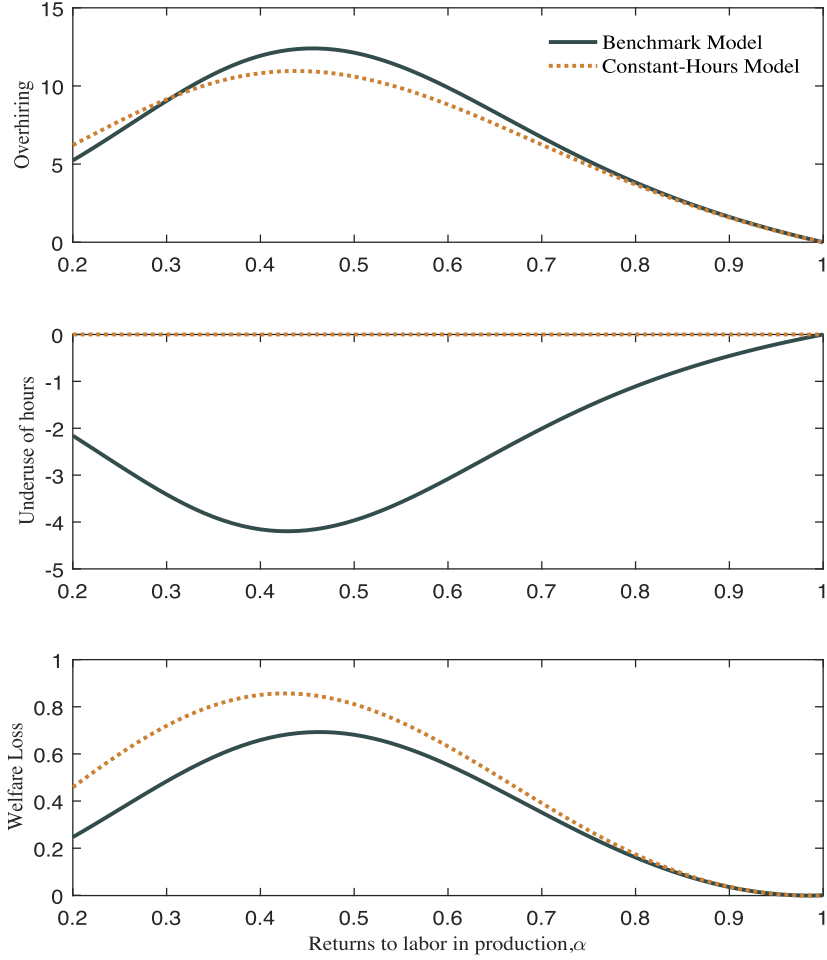 15
Benchmark Model
Constant-Hours Model
10
Overhiring
5
0
0.2 0.3 0.4 0.5 0.6 0.7 0.8 0.9 1
0
-1
-2
Underuse of hours
-3
-4
-5
0.2 0.3 0.4 0.5 0.6 0.7 0.8 0.9 1
1
0.8
0.6
Welfare Loss
0.4
0.2
0
0.2 0.3 0.4 0.5 0.6 0.7 0.8 0.9 1
Returns to labor in production,α